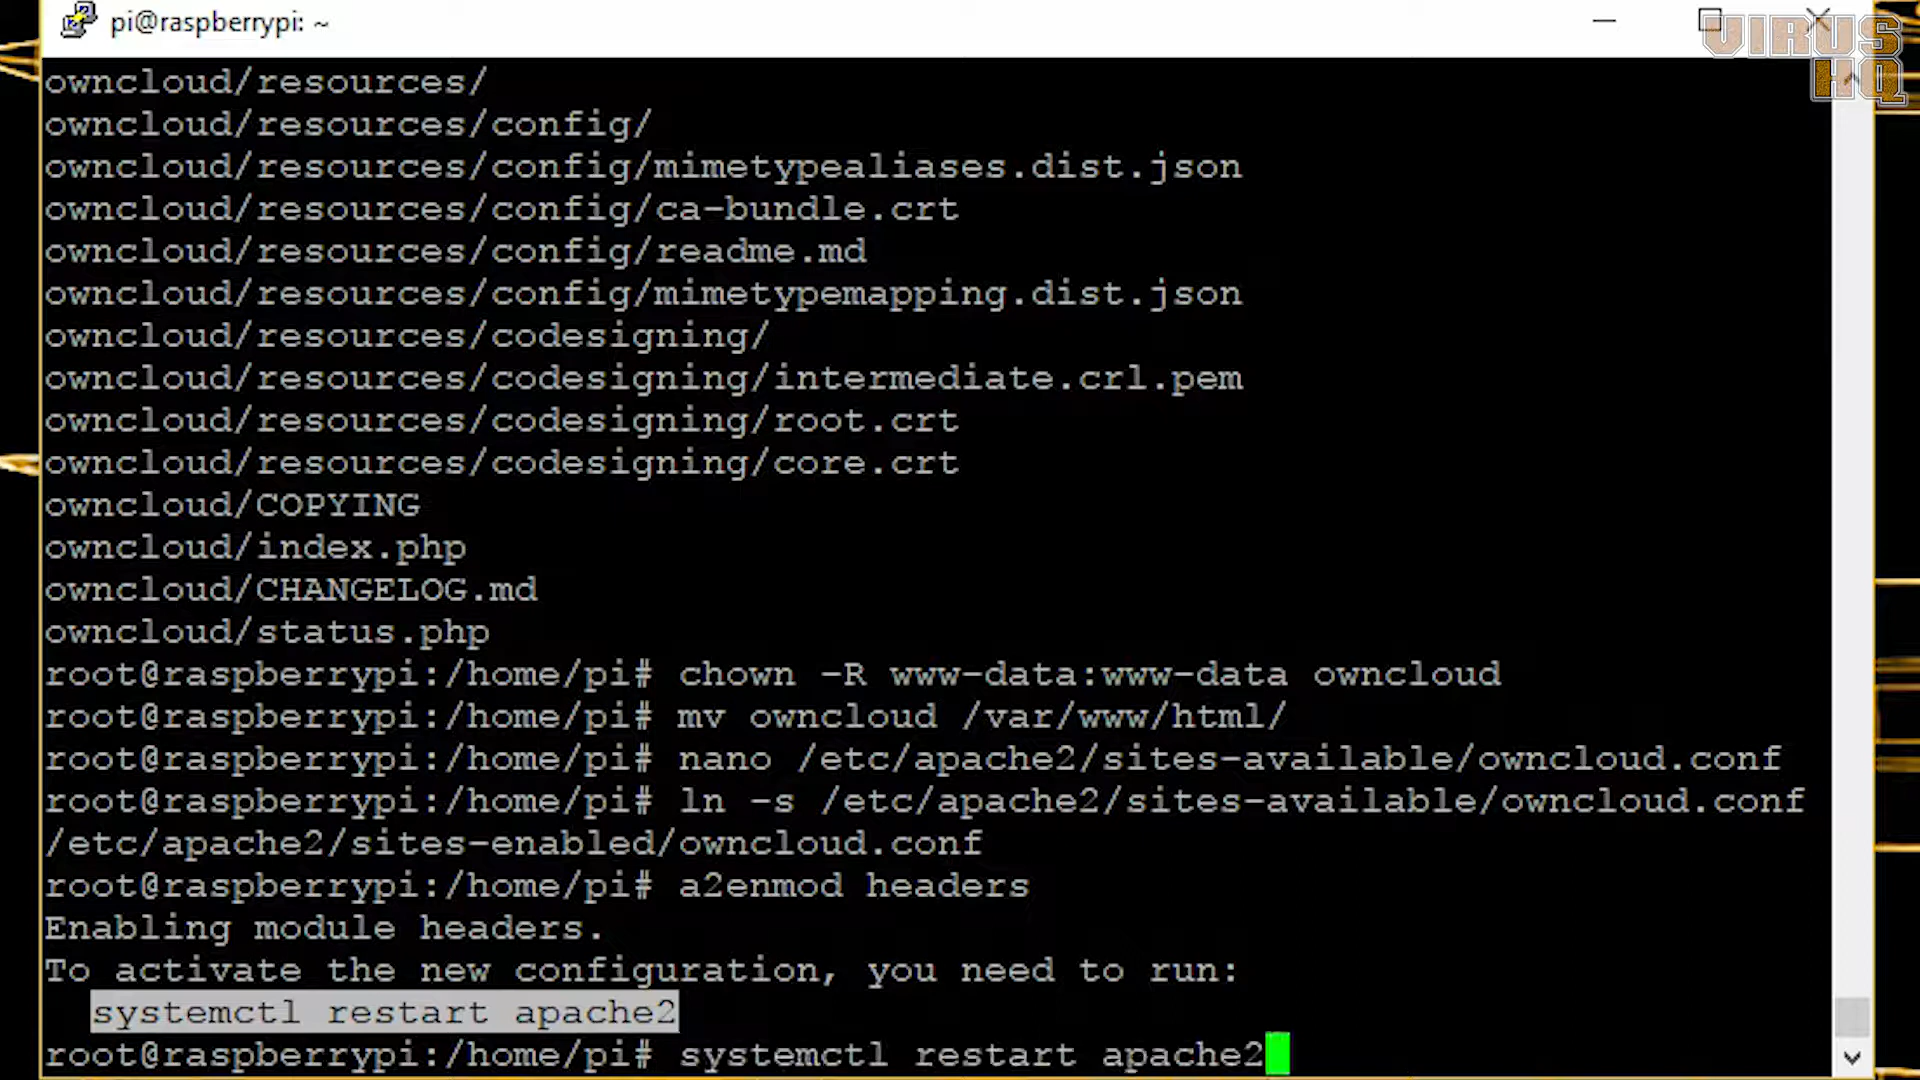 pi@raspberrypi: ~
VIRUS
HQ
owncloud/resources/
owncloud/resources/config/
owncloud/resources/config/mimetypealiases.dist.json
owncloud/resources/config/ca-bundle.crt
owncloud/resources/config/readme.md
owncloud/resources/config/mimetypemapping.dist.json
owncloud/resources/codesigning/
owncloud/resources/codesigning/intermediate.crl.pem
owncloud/resources/codesigning/root.crt
owncloud/resources/codesigning/core.crt
owncloud/COPYING
owncloud/index.php
owncloud/CHANGELOG.md
owncloud/status.php
root@raspberrypi:/home/pi# chown -R www-data:www-data owncloud
root@raspberrypi:/home/pi# mv owncloud /var/www/html/
root@raspberrypi:/home/pi# nano /etc/apache2/sites-available/owncloud.conf
root@raspberrypi:/home/pi# ln -s /etc/apache2/sites-available/owncloud.conf
/etc/apache2/sites-enabled/owncloud.conf
root@raspberrypi:/home/pi# a2enmod headers
Enabling module headers.
To activate the new configuration, you need to run:
systemctl restart apache2
root@raspberrypi:/home/pi# systemctl restart apache2